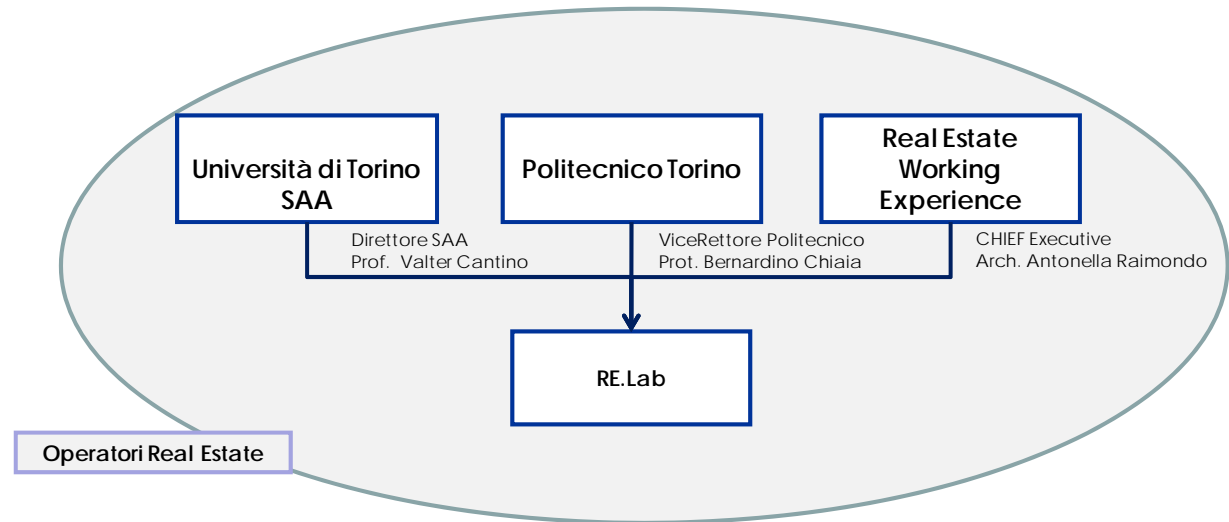 Università di Torino
SAA
Politecnico Torino
Real Estate
Working
Experience
Direttore SAA
Prof. Valter Cantino
ViceRettore Politecnico
Prot. Bernardino Chiaia
CHIEF Executive
Arch. Antonella Raimondo
RE.Lab
Operatori Real Estate